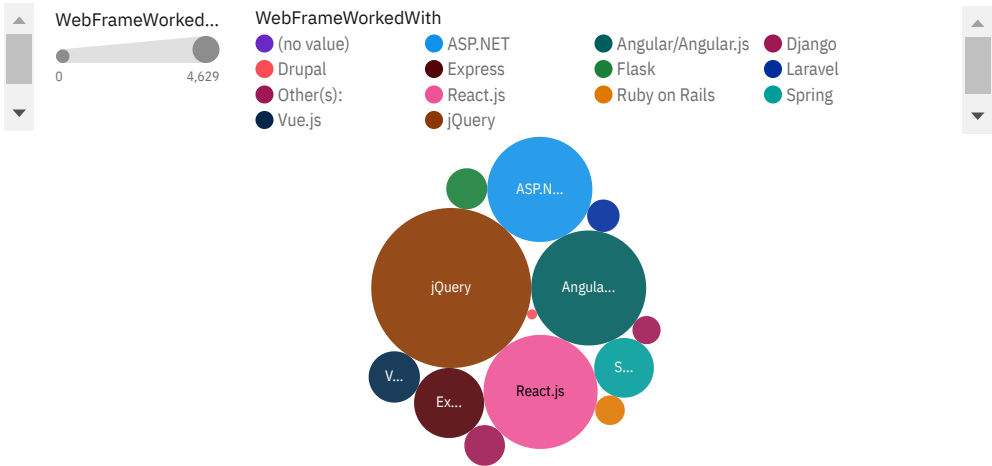 WebFrameWorked...
0 4,629
WebFrameWorkedWith
(no value) ASP.NET Angular/Angular.js Django
Drupal Express Flask Laravel
Other(s): React.js Ruby on Rails Spring
Vue.js jQuery
ASP.N...
jQuery Angula...
S...
V...
React.js
Ex...